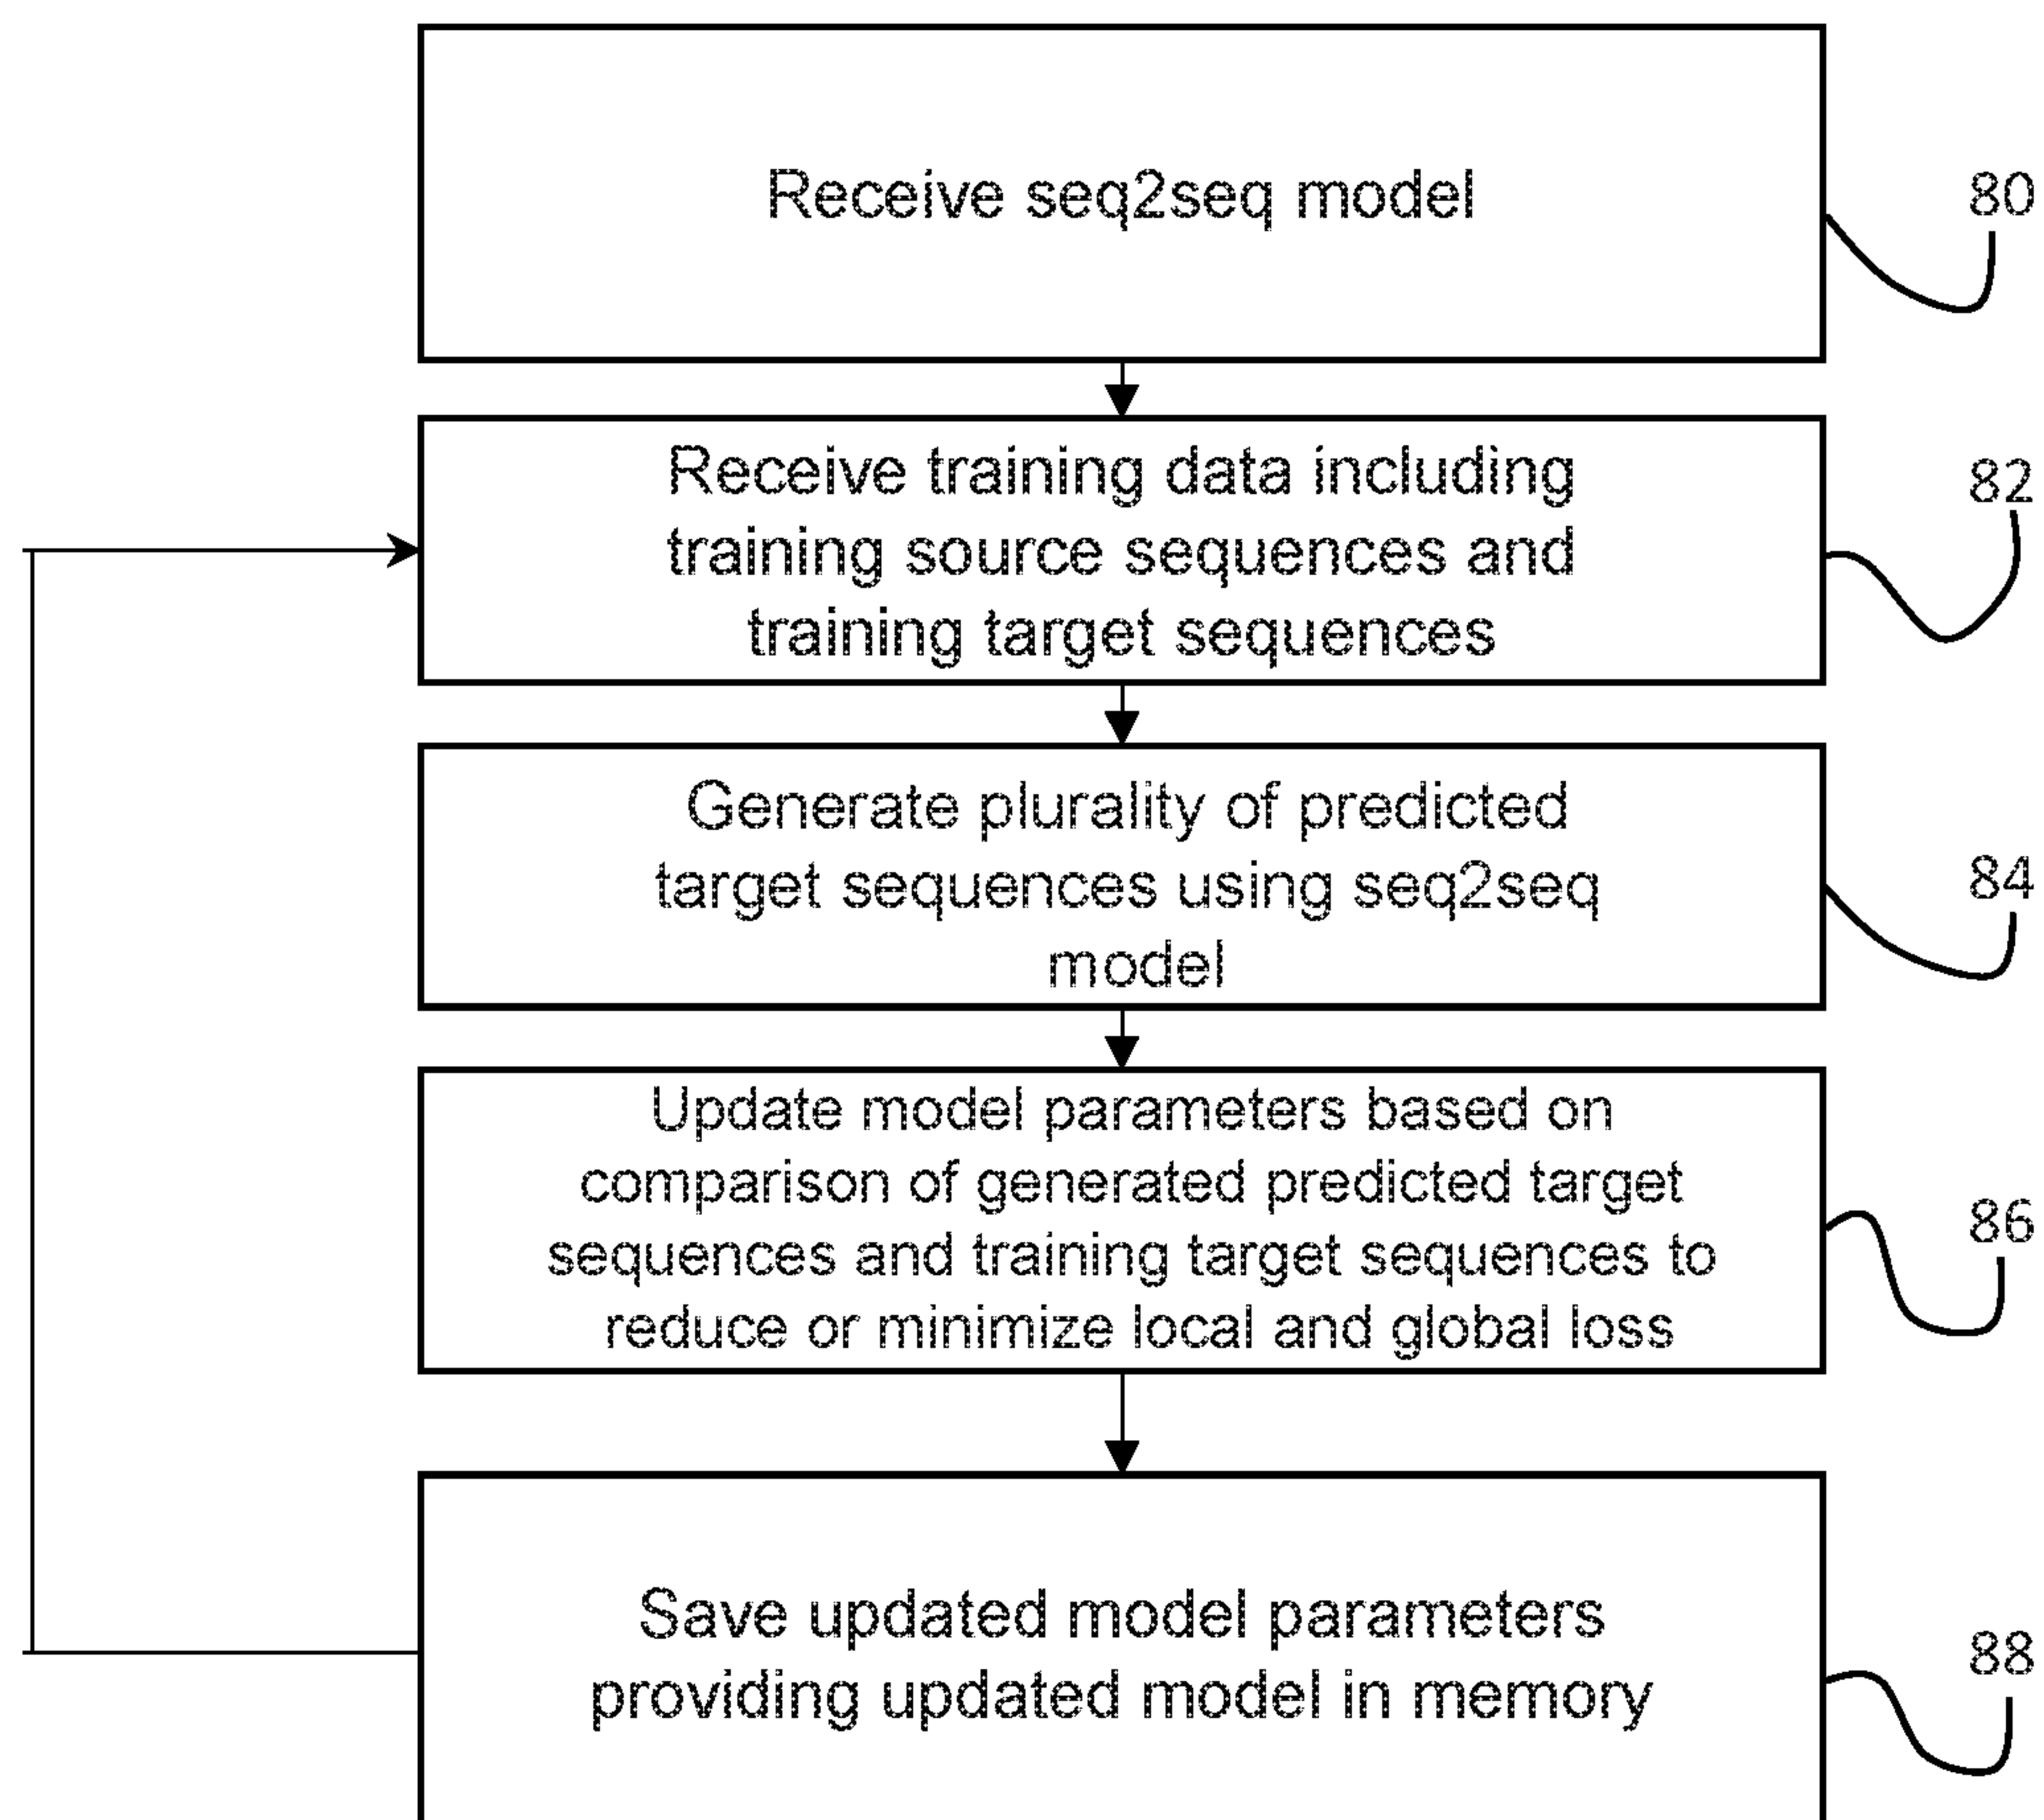 Receive seq2seq model
80
Receive training data including
training source sequences and
training target sequences
82
Generate plurality of predicted
target sequences using seq2seq
model
84
Update model parameters based on
comparison of generated predicted target
sequences and training target sequences to
reduce or minimize local and global loss
86
Save updated model parameters
providing updated model in memory
88